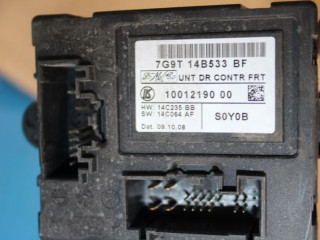 7G9T 14B533 BF
UNT DR CONTR FRT
10012190 00
HW: 14C235 BB
SW: 14C064 AF
S0Y0B
Dat. 09.10.08